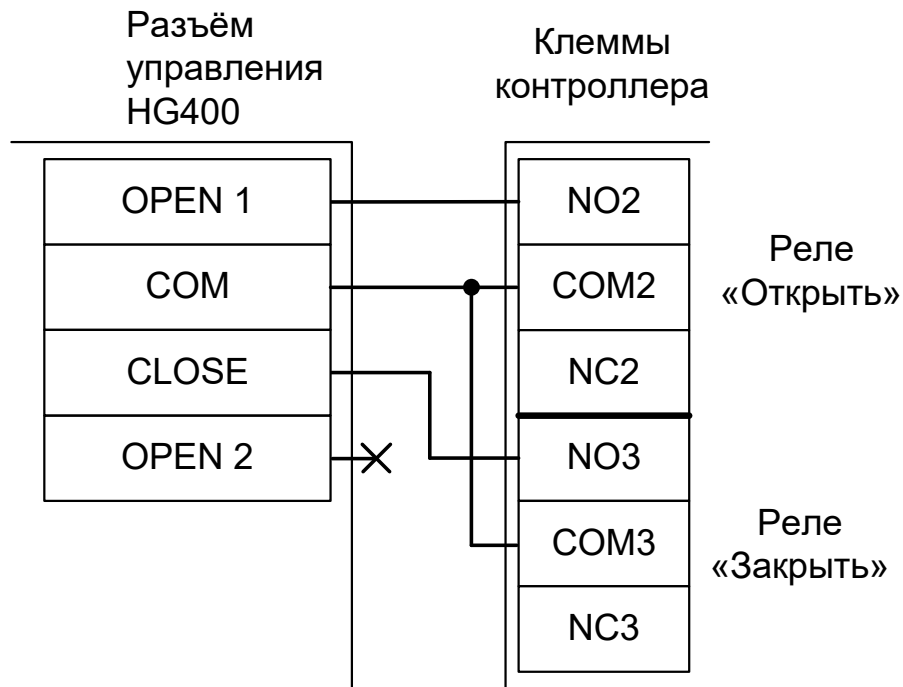 Разъём
управления
HG400
Клеммы
контроллера
OPEN 1
COM
CLOSE
OPEN 2
NO2
COM2
NC2
NO3
COM3
NC3
Реле
«Открыть»
Реле
«Закрыть»